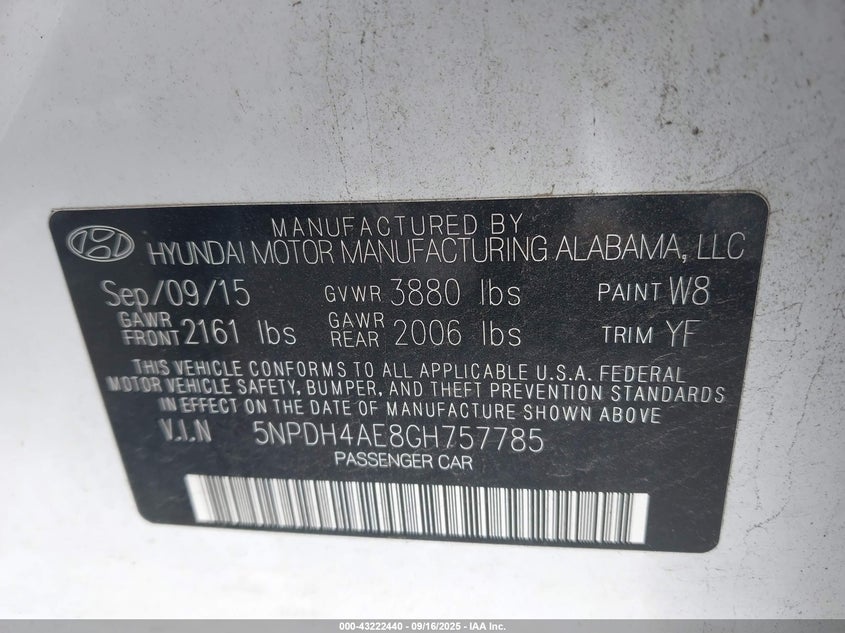 MANUFACTURED BY
HYUNDAI MOTOR MANUFACTURING ALABAMA, LLC
Sep/09/15 GVWR 3880 lbs PAINT W8
GAWR FRONT 2161 lbs GAWR REAR 2006 lbs TRIM YF
THIS VEHICLE CONFORMS TO ALL APPLICABLE U.S.A. FEDERAL
MOTOR VEHICLE SAFETY, BUMPER, AND THEFT PREVENTION STANDARDS
IN EFFECT ON THE DATE OF MANUFACTURE SHOWN ABOVE
V.I.N 5NPDH4AE8GH757785
PASSENGER CAR
000-43222440 - 09/16/2025 - IAA Inc.